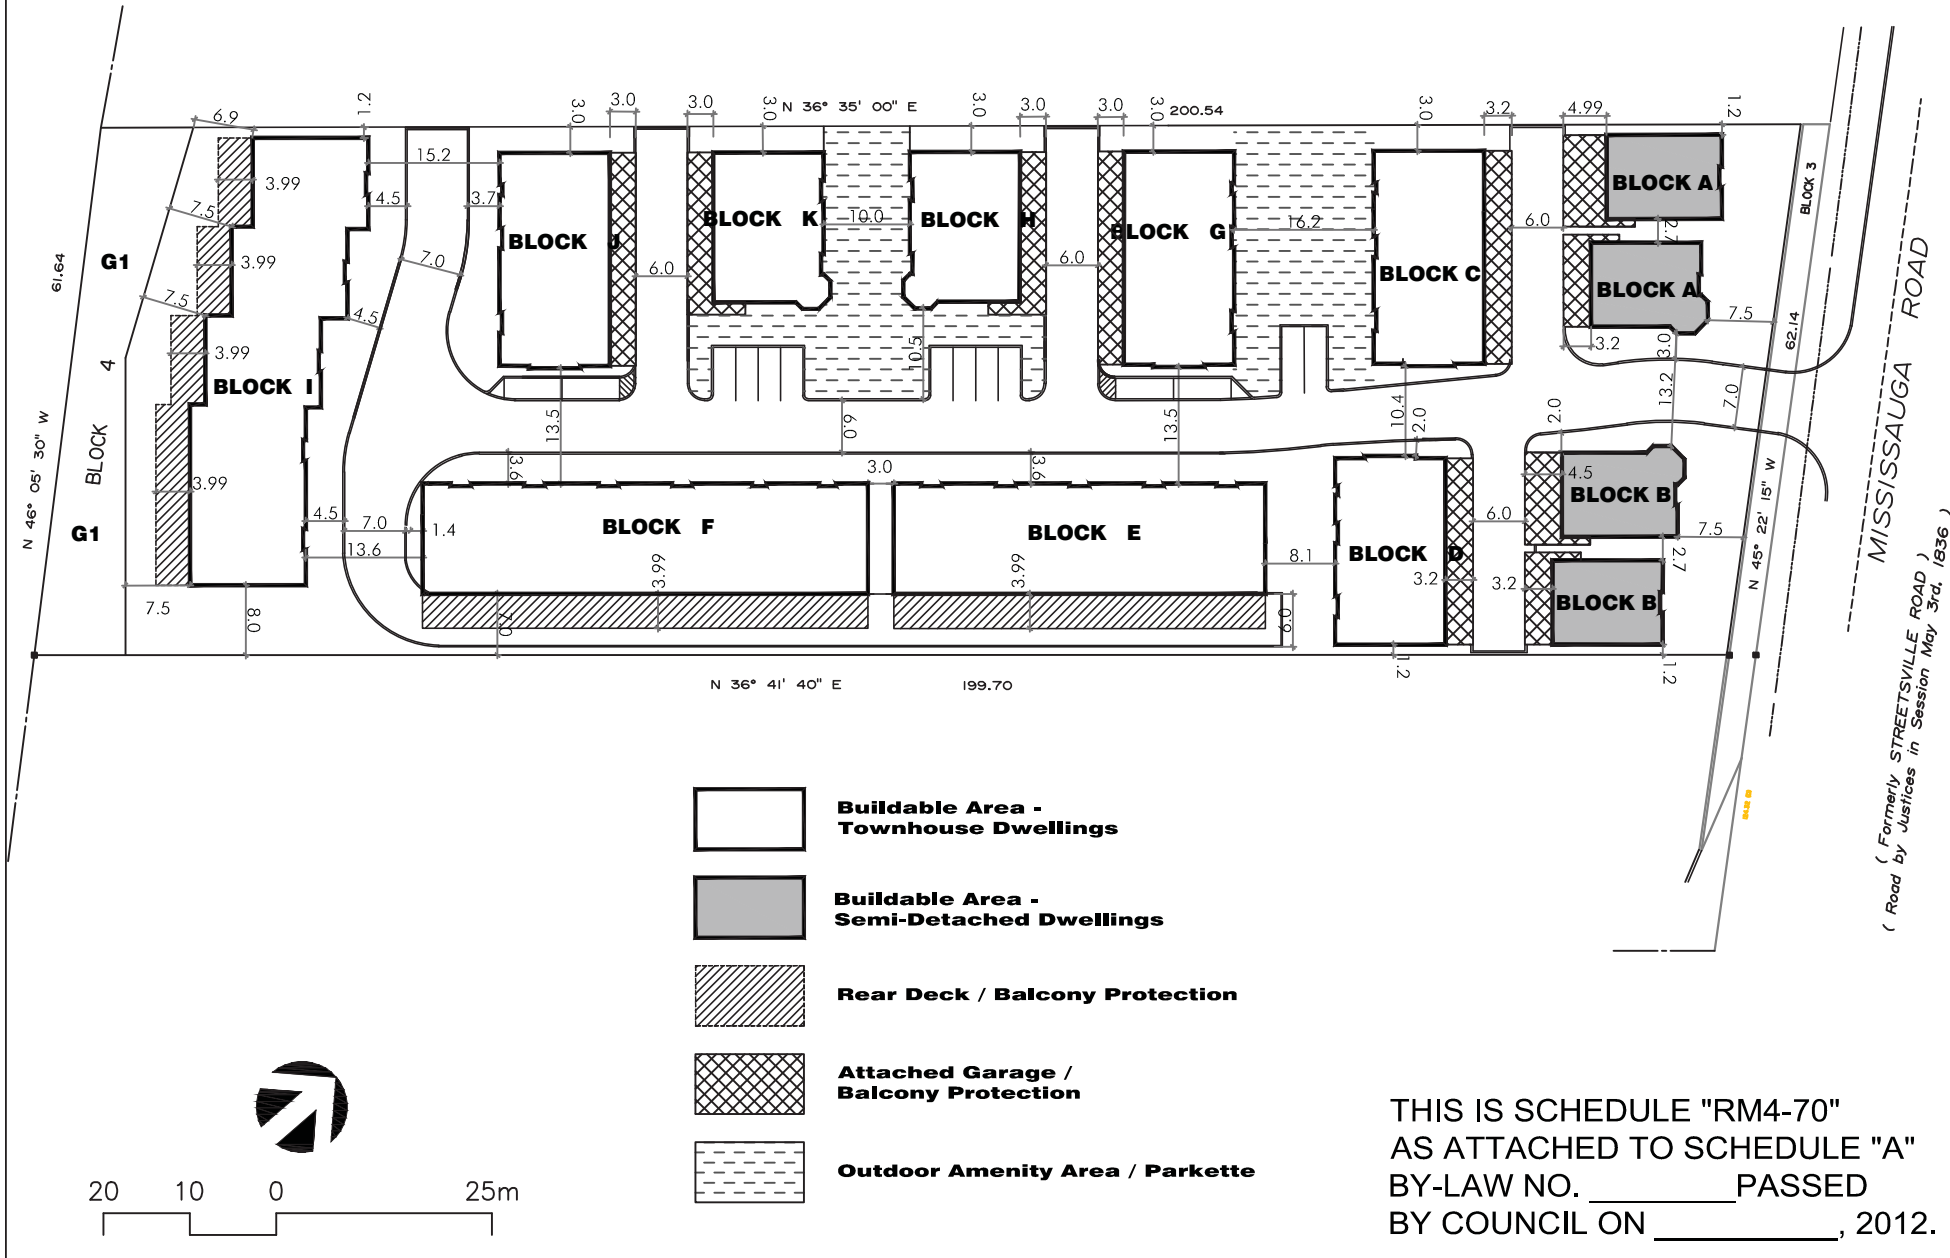 6.9
1.2
3.0
3.0
3.0
3.0
N 36° 35' 00" E
3.0
3.0
3.0
3.0
200.54
3.0
3.2
4.99
1.2
15.2
3.99
4.5
3.7
7.5
BLOCK J
BLOCK K
10.0
BLOCK H
BLOCK G
16.2
6.0
BLOCK A
2.7
BLOCK 3
61.64
G1
3.99
7.0
6.0
6.0
BLOCK C
BLOCK A
7.5
7.5
4.5
3.99
10.5
3.2
3.0
62.14
MISSISSAUGA ROAD
BLOCK 4
BLOCK I
13.2
7.0
13.5
6.0
13.5
10.4
2.0
2.0
N 46° 05' 30" W
3.6
3.0
3.6
4.5
3.99
BLOCK B
N 45° 22' 15" W
G1
4.5
7.0
1.4
13.6
BLOCK F
BLOCK E
8.1
BLOCK D
6.0
7.5
2.7
3.99
3.99
3.2
3.2
BLOCK B
7.5
8.0
7.0
6.0
1.2
1.2
N 36° 41' 40" E
199.70
( Formerly STREETSVILLE ROAD )
( Road by Justices in Session May 3rd. 1836 )
Buildable Area -
Townhouse Dwellings
Buildable Area -
Semi-Detached Dwellings
Rear Deck / Balcony Protection
Attached Garage /
Balcony Protection
Outdoor Amenity Area / Parkette
20 10 0 25m
THIS IS SCHEDULE "RM4-70"
AS ATTACHED TO SCHEDULE "A"
BY-LAW NO. ________ PASSED
BY COUNCIL ON __________, 2012.